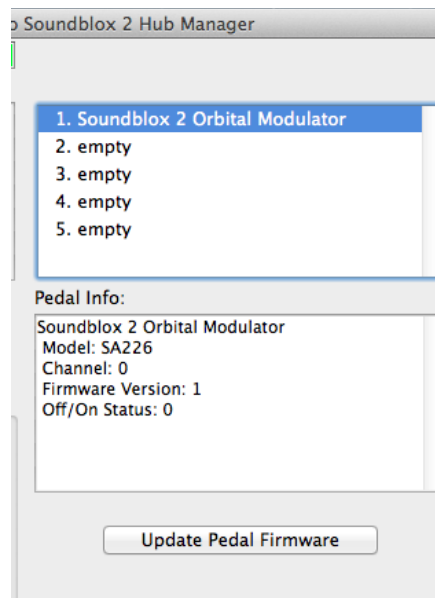 Soundblox 2 Hub Manager
1. Soundblox 2 Orbital Modulator
2. empty
3. empty
4. empty
5. empty
Pedal Info:
Soundblox 2 Orbital Modulator
Model: SA226
Channel: 0
Firmware Version: 1
Off/On Status: 0
Update Pedal Firmware